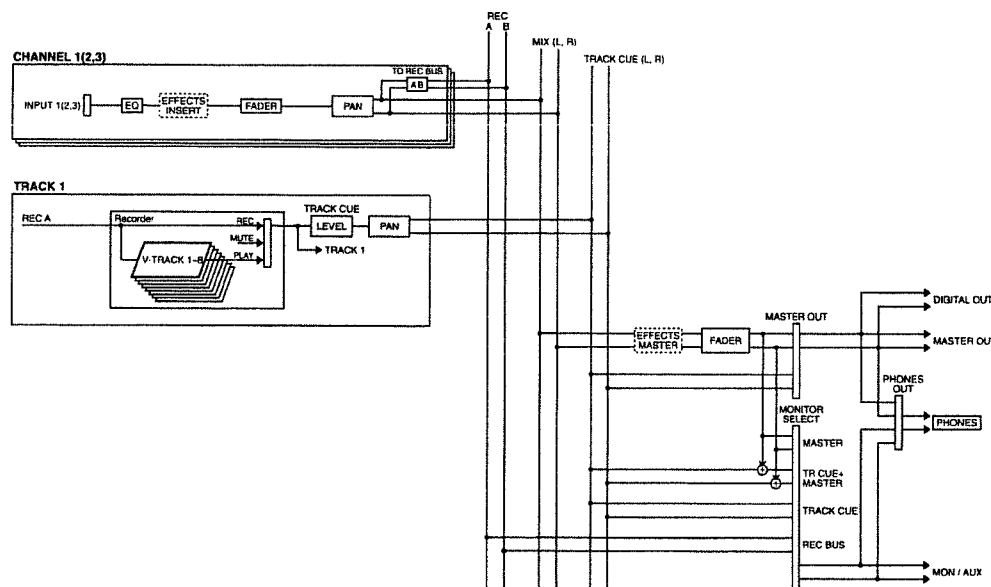 REC
A B
MIX (L, R)
TRACK CUE (L, R)
CHANNEL 1(2,3)
TO REC BUS
A B
INPUT 1(2,3)
EQ
EFFECTS
INSERT
FADER
PAN
TRACK 1
REC A
Recorder
REC
MUTE
PLAY
V-TRACK 1-8
TRACK CUE
LEVEL
PAN
TRACK 1
EFFECTS
MASTER
FADER
MASTER OUT
DIGITAL OUT
MASTER OU
PHONES
OUT
PHONES
MONITOR
SELECT
MASTER
TR CUE+
MASTER
TRACK CUE
REC BUS
MON / AUX